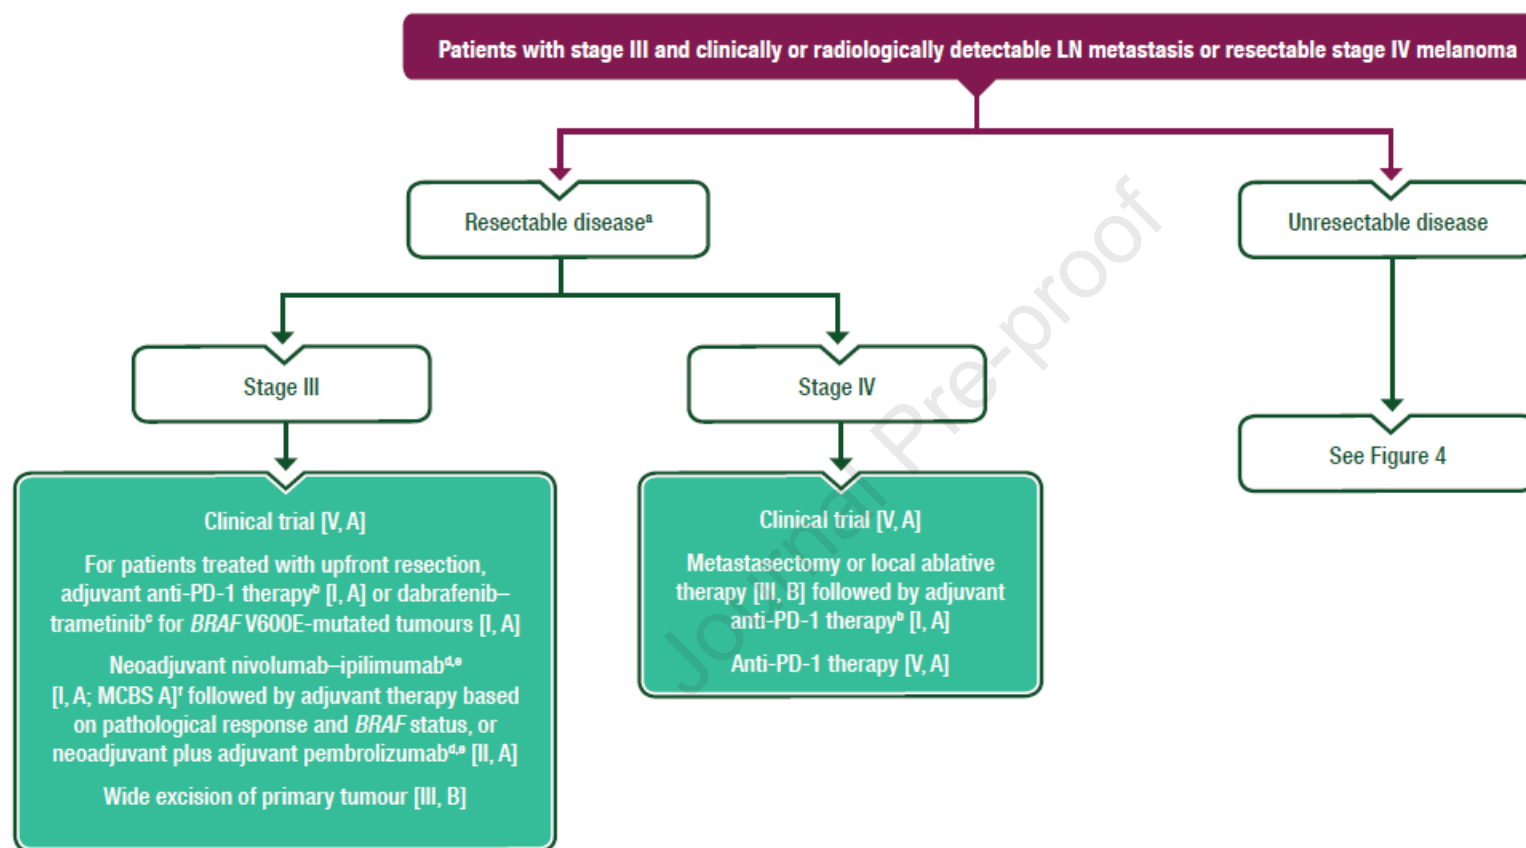 Patients with stage III and clinically or radiologically detectable LN metastasis or resectable stage IV melanoma
Resectable diseaseᵃ
Unresectable disease
Stage III
Stage IV
See Figure 4
Clinical trial [V, A]
For patients treated with upfront resection,
adjuvant anti-PD-1 therapyᵇ [I, A] or dabrafenib–
trametinibᶜ for BRAF V600E-mutated tumours [I, A]
Neoadjuvant nivolumab–ipilimumabᵈ,ᵉ
[I, A; MCBS A]ᶠ followed by adjuvant therapy based
on pathological response and BRAF status, or
neoadjuvant plus adjuvant pembrolizumabᵈ,ᵉ [II, A]
Wide excision of primary tumour [III, B]
Clinical trial [V, A]
Metastasectomy or local ablative
therapy [III, B] followed by adjuvant
anti-PD-1 therapyᵇ [I, A]
Anti-PD-1 therapy [V, A]
Journal Pre-proof